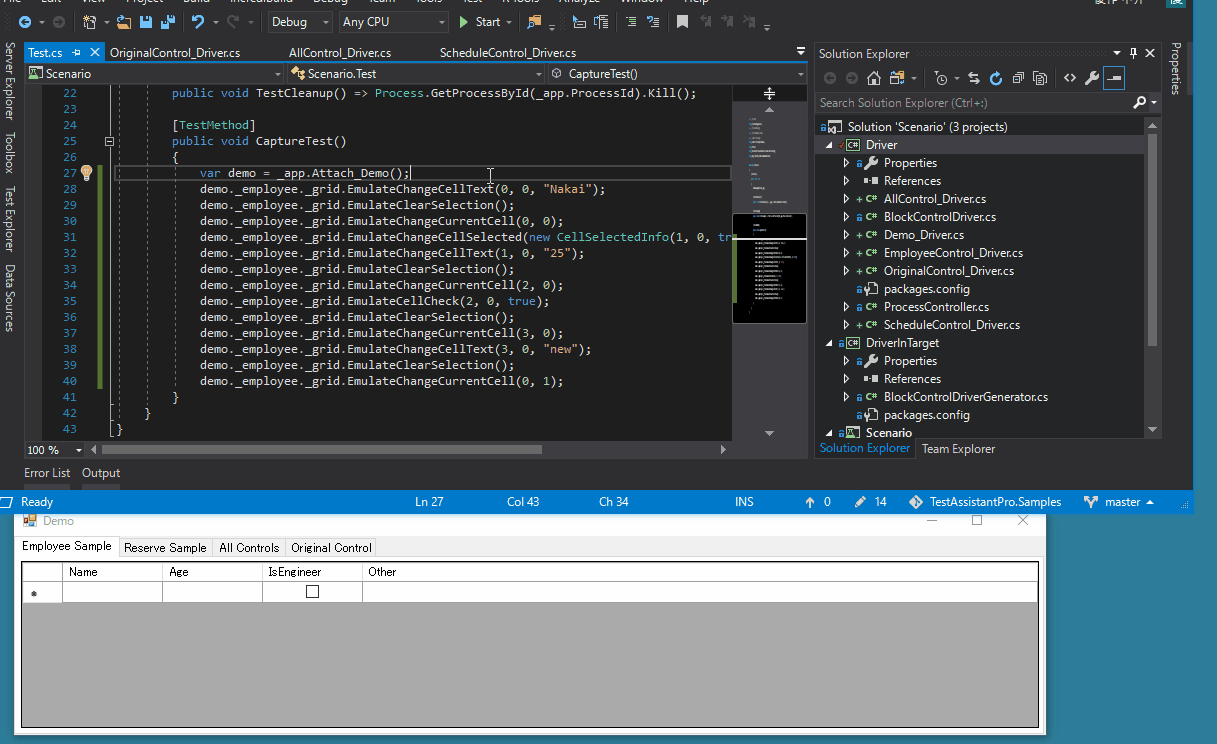 Debug
Any CPU
Start
Test.cs
OriginalControl_Driver.cs
AllControl_Driver.cs
ScheduleControl_Driver.cs
Scenario
Scenario.Test
CaptureTest()
22 public void TestCleanup() => Process.GetProcessById(_app.ProcessId).Kill();
23
24 [TestMethod]
25 public void CaptureTest()
26 {
27 var demo = _app.Attach_Demo();
28 demo._employee._grid.EmulateChangeCellText(0, 0, "Nakai");
29 demo._employee._grid.EmulateClearSelection();
30 demo._employee._grid.EmulateChangeCurrentCell(0, 0);
31 demo._employee._grid.EmulateChangeCellSelected(new CellSelectedInfo(1, 0, tr
32 demo._employee._grid.EmulateChangeCellText(1, 0, "25");
33 demo._employee._grid.EmulateClearSelection();
34 demo._employee._grid.EmulateChangeCurrentCell(2, 0);
35 demo._employee._grid.EmulateCellCheck(2, 0, true);
36 demo._employee._grid.EmulateClearSelection();
37 demo._employee._grid.EmulateChangeCurrentCell(3, 0);
38 demo._employee._grid.EmulateChangeCellText(3, 0, "new");
39 demo._employee._grid.EmulateClearSelection();
40 demo._employee._grid.EmulateChangeCurrentCell(0, 1);
41 }
42 }
43 }
100 %
Server Explorer
Toolbox
Test Explorer
Data Sources
Solution Explorer
Search Solution Explorer (Ctrl+:)
Solution 'Scenario' (3 projects)
Driver
Properties
References
AllControl_Driver.cs
BlockControlDriver.cs
Demo_Driver.cs
EmployeeControl_Driver.cs
OriginalControl_Driver.cs
packages.config
ProcessController.cs
ScheduleControl_Driver.cs
DriverInTarget
Properties
References
BlockControlDriverGenerator.cs
packages.config
Scenario
Solution Explorer
Team Explorer
Properties
Error List
Output
Ready
Ln 27
Col 43
Ch 34
INS
0
14
TestAssistantPro.Samples
master
Demo
Employee Sample
Reserve Sample
All Controls
Original Control
Name
Age
IsEngineer
Other